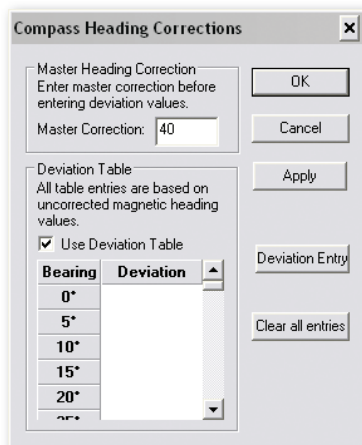 Compass Heading Corrections
Master Heading Correction
Enter master correction before
entering deviation values.
Master Correction: 40
Deviation Table
All table entries are based on
uncorrected magnetic heading
values.
Use Deviation Table
Bearing Deviation
0°
5°
10°
15°
20°
25°
OK
Cancel
Apply
Deviation Entry
Clear all entries